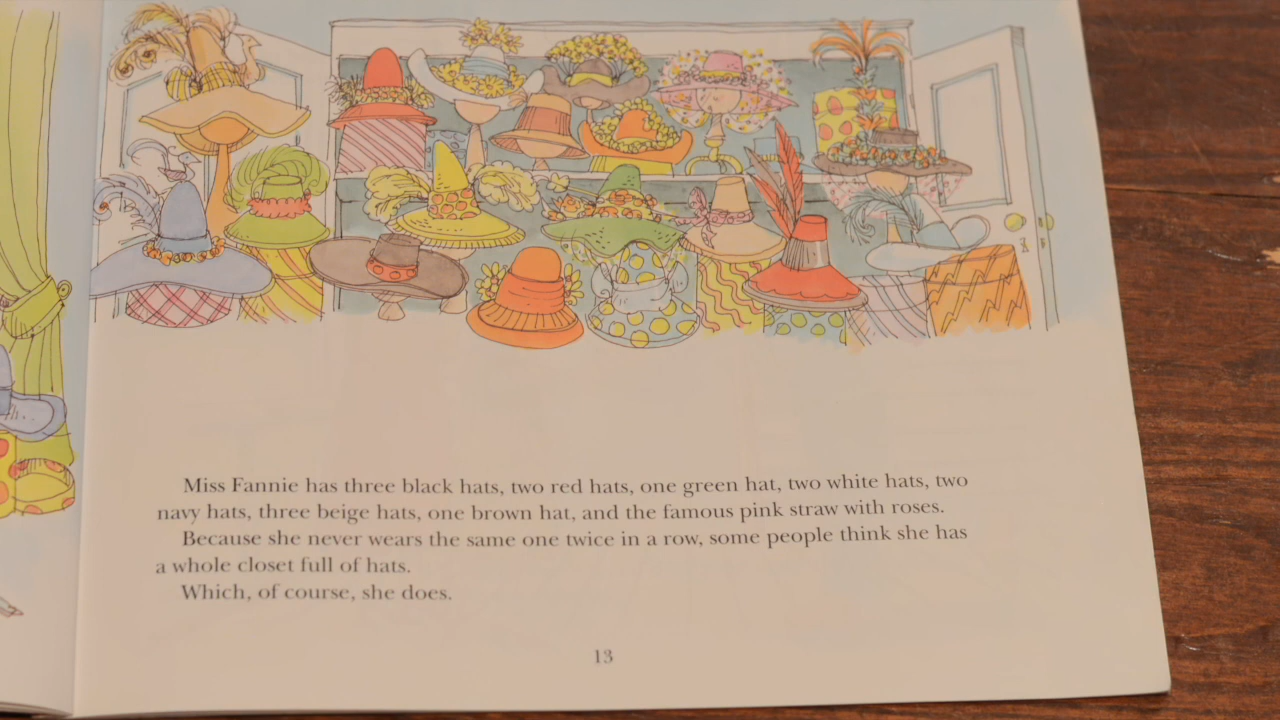 Miss Fannie has three black hats, two red hats, one green hat, two white hats, two
navy hats, three beige hats, one brown hat, and the famous pink straw with roses.
Because she never wears the same one twice in a row, some people think she has
a whole closet full of hats.
Which, of course, she does.
13